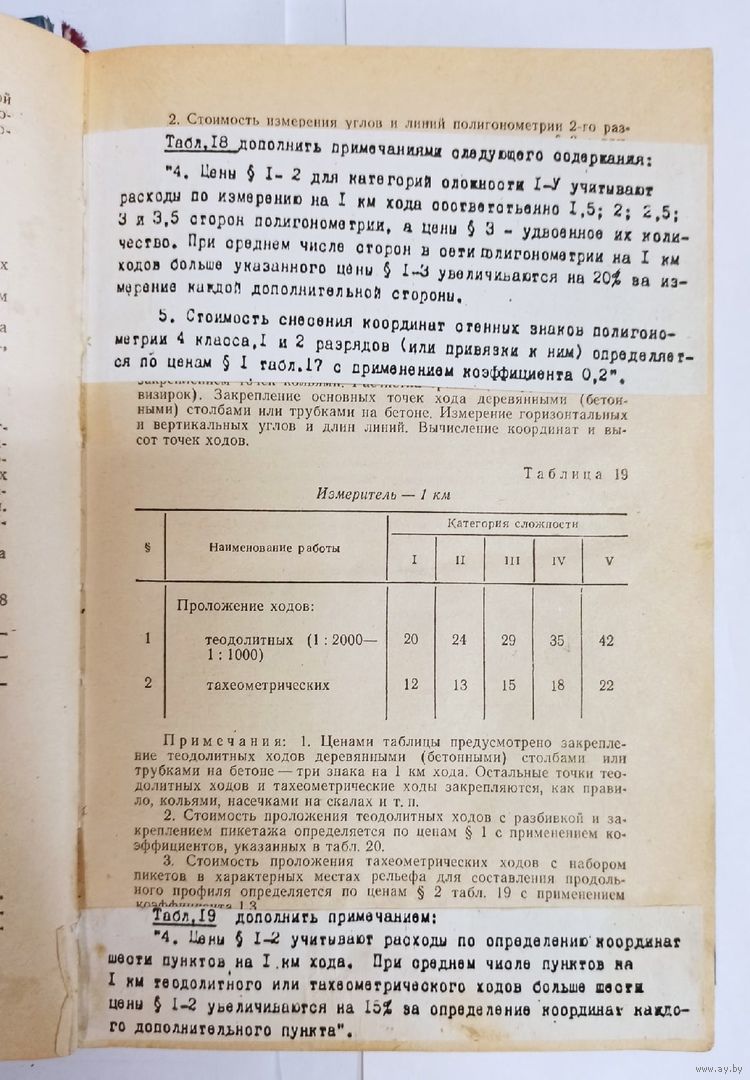 2. Стоимость измерения углов и линий полигонометрии 2-го раз-
Табл.18 дополнить примечаниями следующего содержания:
"4. Цены § I- 2 для категорий сложности I-У учитывают
расходы по измерению на I км хода соответственно I,5; 2; 2,5;
3 и 3,5 сторон полигонометрии, а цены § 3 - удвоенное их коли-
чество. При среднем числе сторон в сети полигонометрии на I км
ходов больше указанного цены § I-3 увеличиваются на 20% за из-
мерение каждой дополнительной стороны.
5. Стоимость снесения координат стенных знаков полигоно-
метрии 4 класса,I и 2 разрядов (или привязки к ним) определяет-
ся по ценам § I табл.17 с применением коэффициента 0,2".
закреплением точек кольями.
визирок). Закрепление основных точек хода деревянными (бетон-
ными) столбами или трубками на бетоне. Измерение горизонтальных
и вертикальных углов и длин линий. Вычисление координат и вы-
сот точек ходов.
Таблица 19
Измеритель — 1 км
§ Наименование работы Категория сложности
I II III IV V
Проложение ходов:
1 теодолитных (1 : 2000— 20 24 29 35 42
1 : 1000)
2 тахеометрических 12 13 15 18 22
Примечания: 1. Ценами таблицы предусмотрено закрепле-
ние теодолитных ходов деревянными (бетонными) столбами или
трубками на бетоне — три знака на 1 км хода. Остальные точки тео-
долитных ходов и тахеометрические ходы закрепляются, как прави-
ло, кольями, насечками на скалах и т. п.
2. Стоимость проложения теодолитных ходов с разбивкой и за-
креплением пикетажа определяется по ценам § 1 с применением ко-
эффициентов, указанных в табл. 20.
3. Стоимость проложения тахеометрических ходов с набором
пикетов в характерных местах рельефа для составления продоль-
ного профиля определяется по ценам § 2 табл. 19 с применением
коэффициента 1,3
Табл.19 дополнить примечанием:
"4. Цены § I-2 учитывают расходы по определению координат
шести пунктов на I км хода. При среднем числе пунктов на
I км теодолитного или тахеометрического ходов больше шести
цены § I-2 увеличиваются на 15% за определение координат каждо-
го дополнительного пункта".
www.ay.by